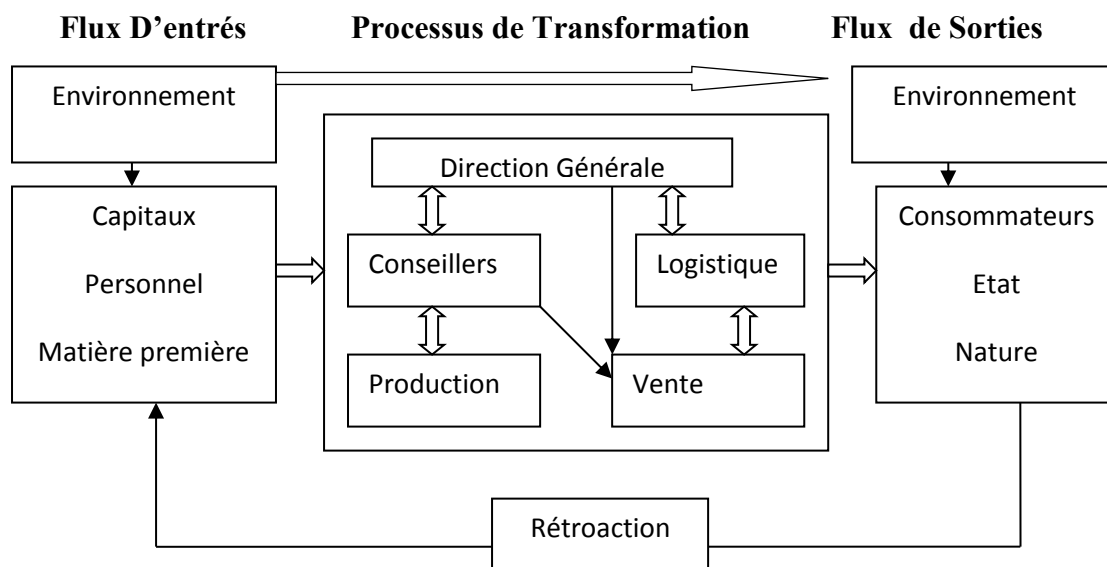 Flux D'entrés
Processus de Transformation
Flux de Sorties
Environnement
Environnement
Direction Générale
Capitaux
Personnel
Matière première
Conseillers
Logistique
Production
Vente
Consommateurs
Etat
Nature
Rétroaction